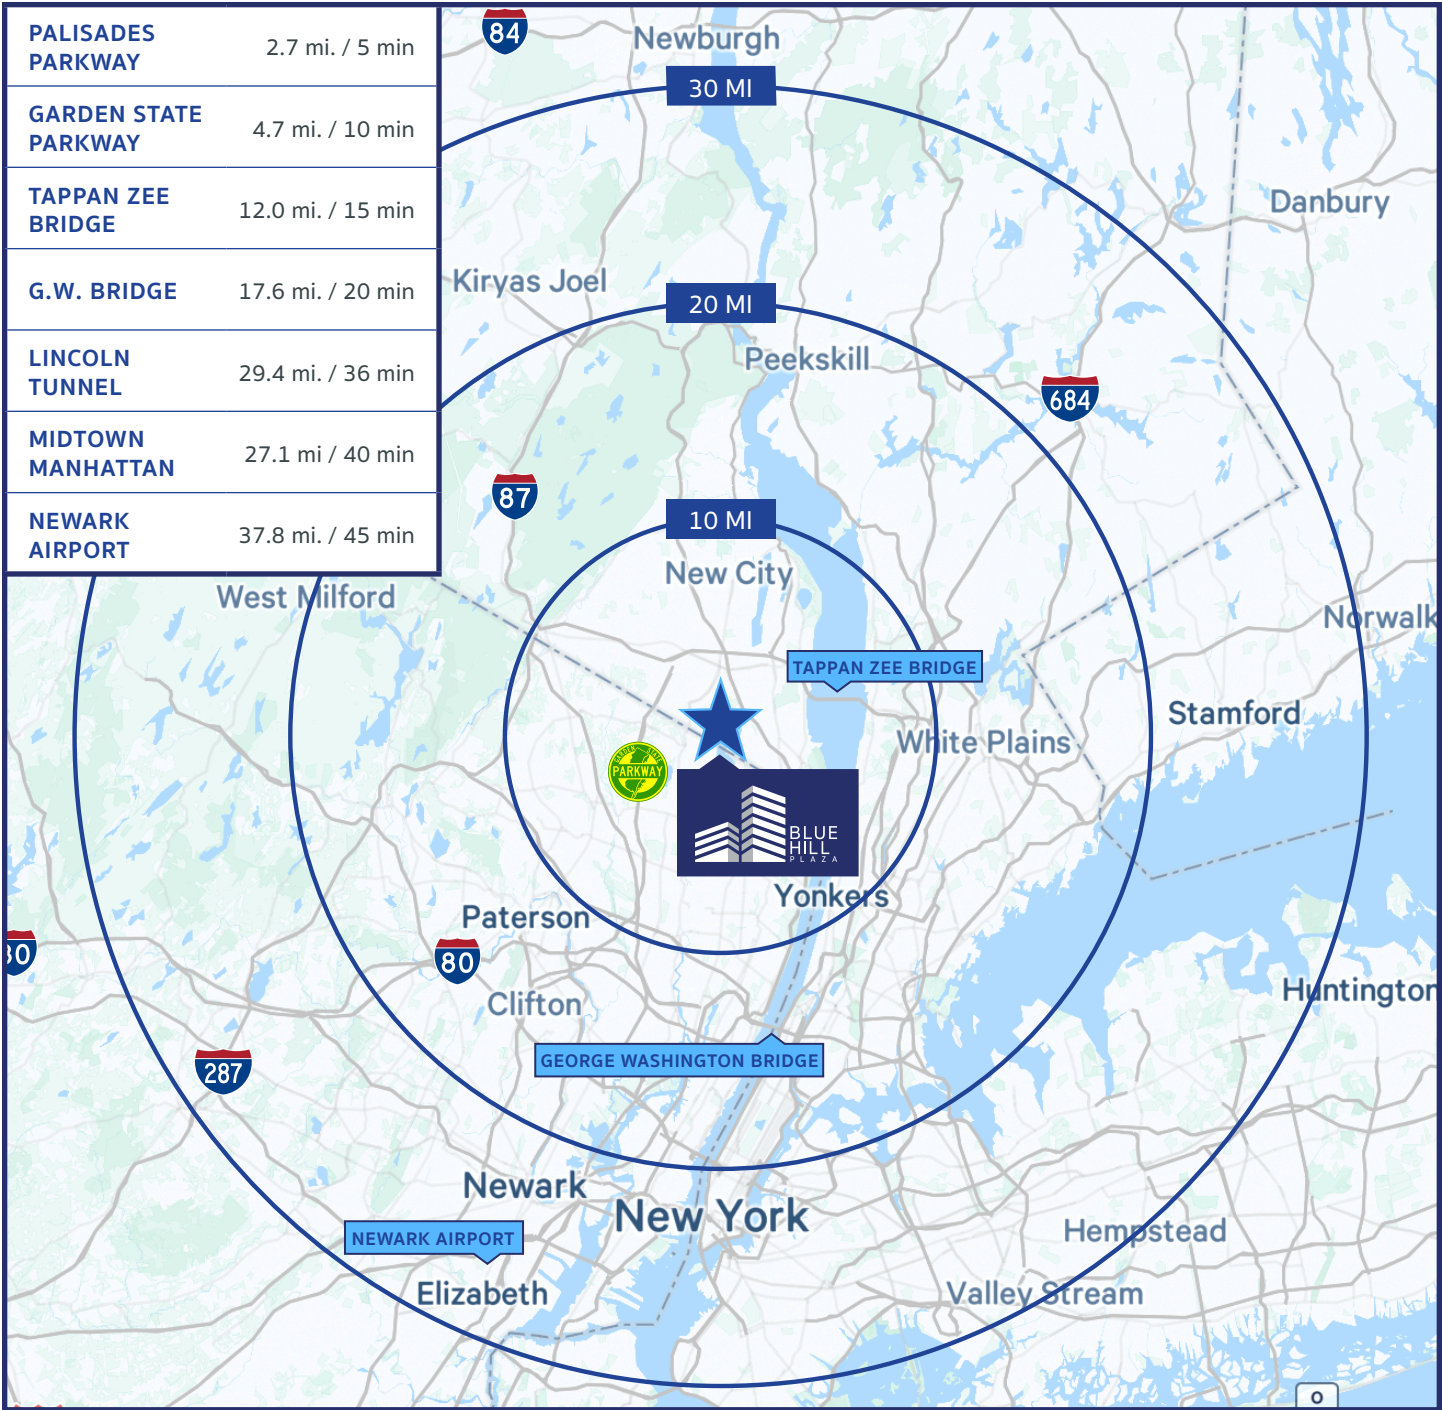 PALISADES
PARKWAY
2.7 mi. / 5 min
GARDEN STATE
PARKWAY
4.7 mi. / 10 min
TAPPAN ZEE
BRIDGE
12.0 mi. / 15 min
G.W. BRIDGE
17.6 mi. / 20 min
LINCOLN
TUNNEL
29.4 mi. / 36 min
MIDTOWN
MANHATTAN
27.1 mi / 40 min
NEWARK
AIRPORT
37.8 mi. / 45 min
84
Newburgh
30 MI
Danbury
Kiryas Joel
20 MI
Peekskill
684
87
10 MI
New City
West Milford
Norwalk
TAPPAN ZEE BRIDGE
Stamford
White Plains
GARDEN STATE
PARKWAY
BLUE
HILL
PLAZA
Yonkers
Paterson
80
80
Clifton
Huntington
GEORGE WASHINGTON BRIDGE
287
Newark
New York
Hempstead
NEWARK AIRPORT
Elizabeth
Valley Stream
O